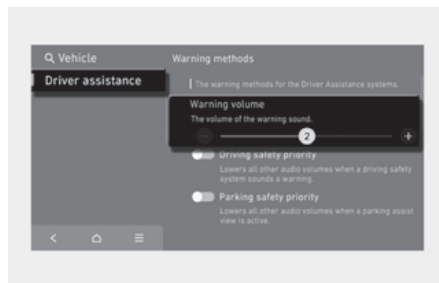 Vehicle
Warning methods
Driver assistance
The warning methods for the Driver Assistance systems.
Warning volume
The volume of the warning sound.
2
Driving safety priority
Lowers all other audio volumes when a driving safety
system sounds a warning.
Parking safety priority
Lowers all other audio volumes when a parking assist
view is active.